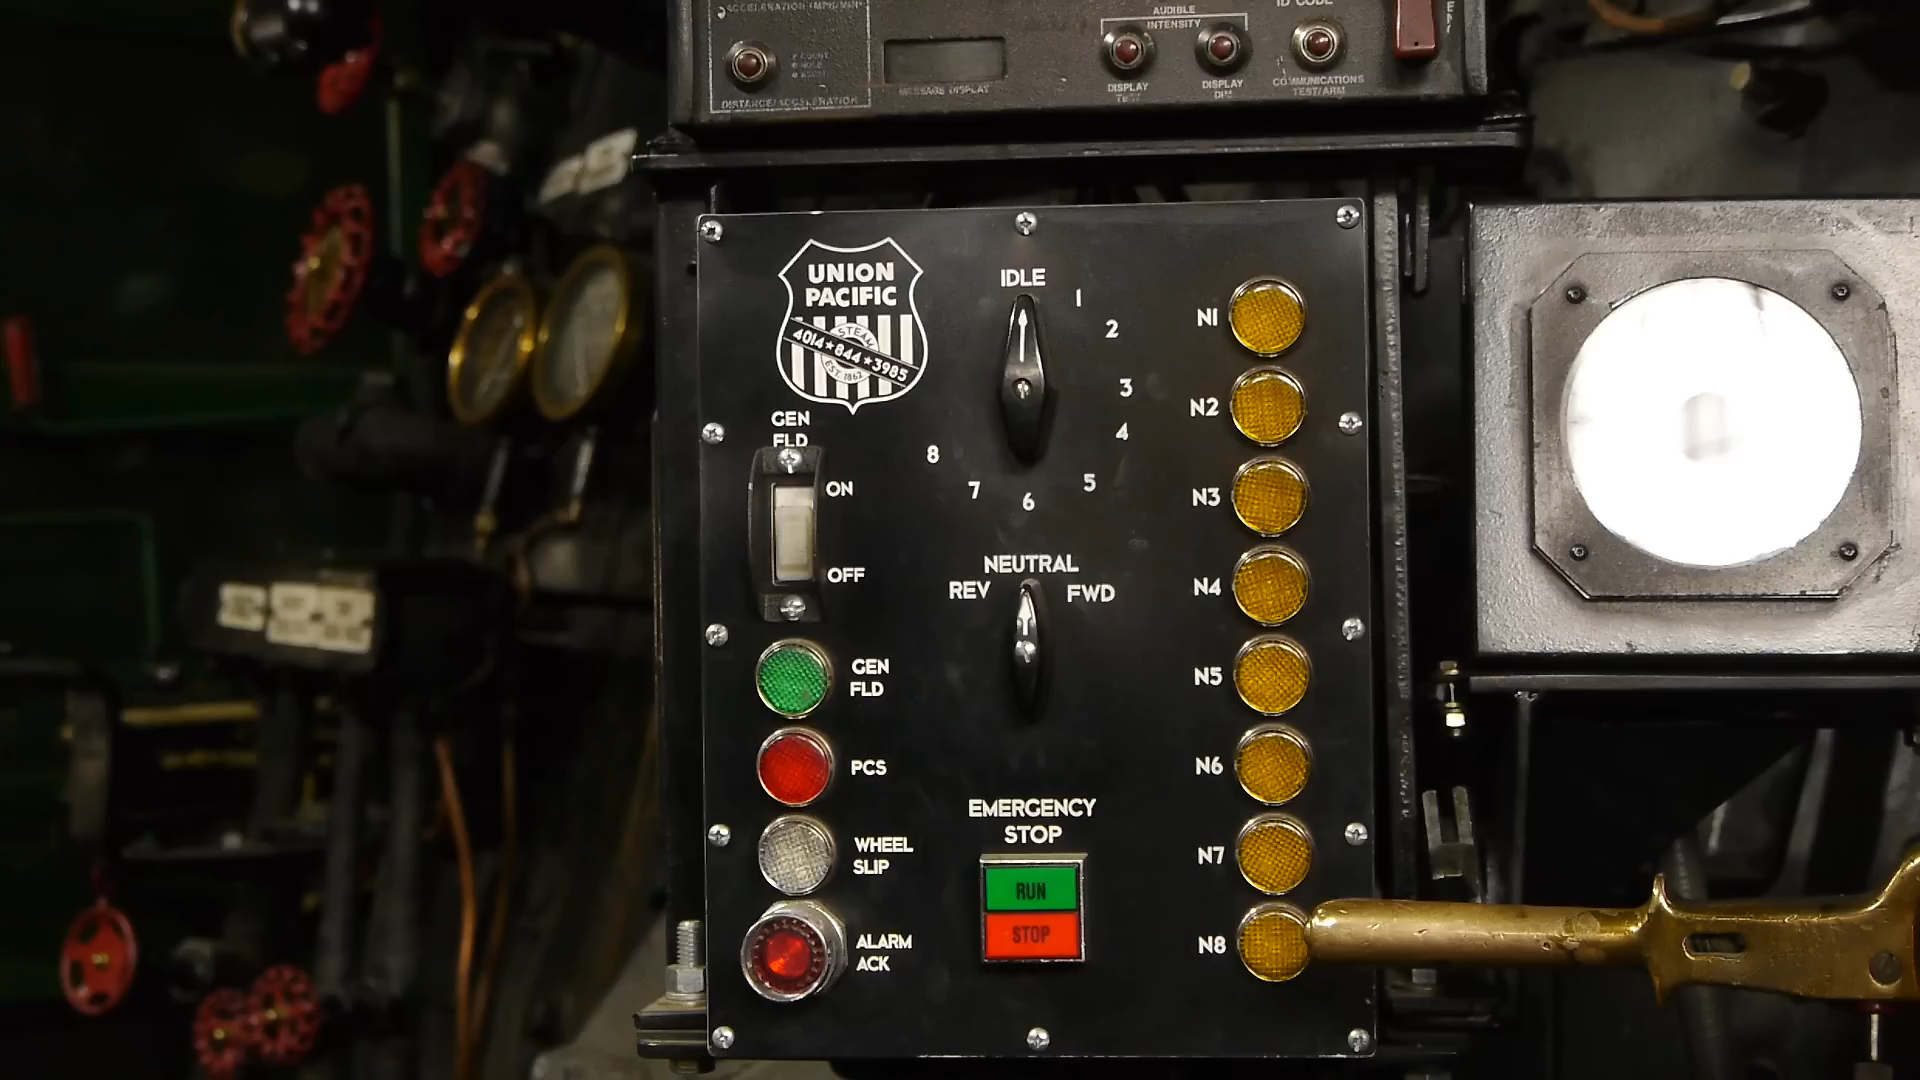 ACCELERATION (MPH/MIN)
DISTANCE/ACCELERATION
MESSAGE DISPLAY
AUDIBLE
INTENSITY
DISPLAY
TEST
DISPLAY
DIM
ID CODE
COMMUNICATIONS
TEST/ARM
UNION
PACIFIC
STEAM
4014★844★3985
EST. 1862
IDLE
1
2
3
4
5
6
7
8
GEN
FLD
ON
OFF
NEUTRAL
REV
FWD
GEN
FLD
PCS
WHEEL
SLIP
ALARM
ACK
EMERGENCY
STOP
RUN
STOP
N1
N2
N3
N4
N5
N6
N7
N8